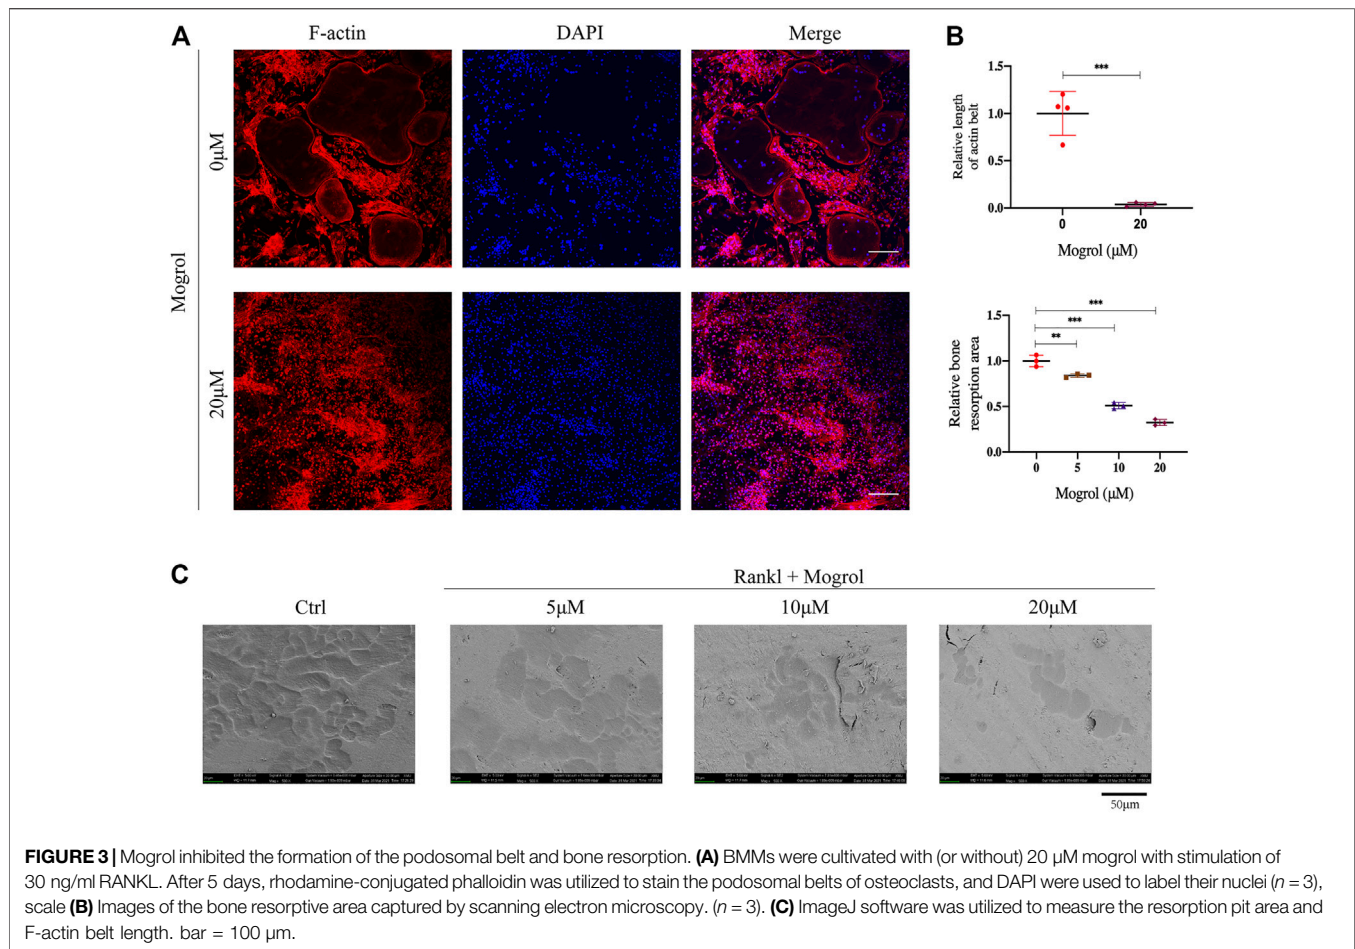 A
F-actin
DAPI
Merge
B
Mogrol
0μM
20μM
Relative length
of actin belt
1.5
1.0
0.5
0.0
***
0
20
Mogrol (μM)
Relative bone
resorption area
1.5
1.0
0.5
0.0
***
***
**
0
5
10
20
Mogrol (μM)
C
Rankl + Mogrol
Ctrl
5μM
10μM
20μM
50μm
FIGURE 3 | Mogrol inhibited the formation of the podosomal belt and bone resorption. (A) BMMs were cultivated with (or without) 20 μM mogrol with stimulation of
30 ng/ml RANKL. After 5 days, rhodamine-conjugated phalloidin was utilized to stain the podosomal belts of osteoclasts, and DAPI were used to label their nuclei (n = 3),
scale (B) Images of the bone resorptive area captured by scanning electron microscopy. (n = 3). (C) ImageJ software was utilized to measure the resorption pit area and
F-actin belt length. bar = 100 μm.